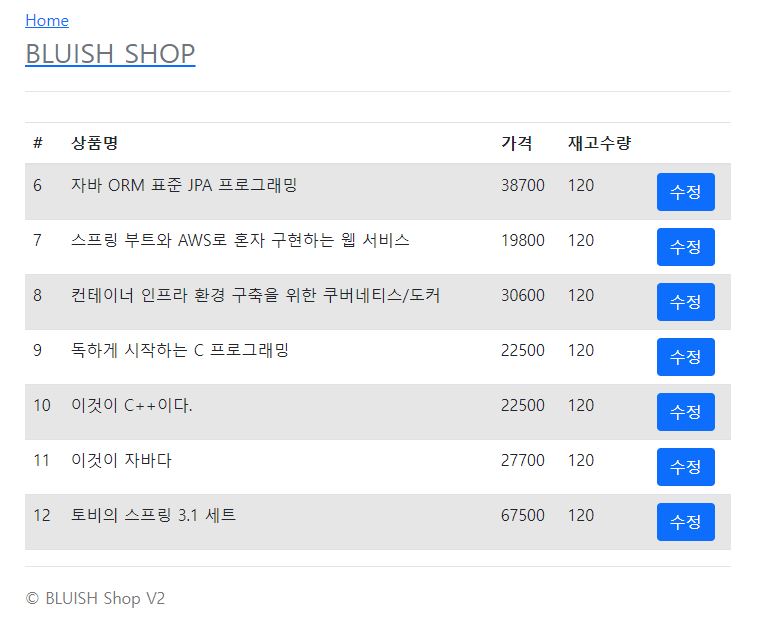 Home
BLUISH SHOP
# 상품명 가격 재고수량
6 자바 ORM 표준 JPA 프로그래밍 38700 120 수정
7 스프링 부트와 AWS로 혼자 구현하는 웹 서비스 19800 120 수정
8 컨테이너 인프라 환경 구축을 위한 쿠버네티스/도커 30600 120 수정
9 독하게 시작하는 C 프로그래밍 22500 120 수정
10 이것이 C++이다. 22500 120 수정
11 이것이 자바다 27700 120 수정
12 토비의 스프링 3.1 세트 67500 120 수정
© BLUISH Shop V2